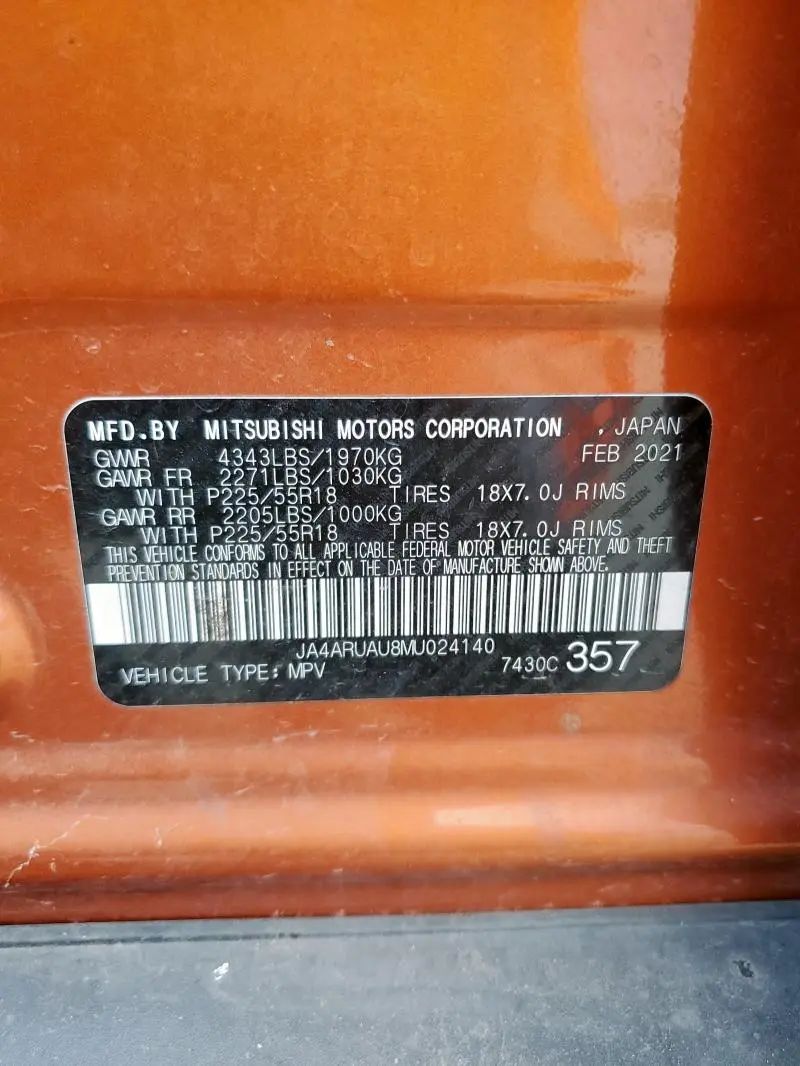 MFD.BY MITSUBISHI MOTORS CORPORATION , JAPAN
GVWR 4343LBS/1970KG FEB 2021
GAWR FR 2271LBS/1030KG
WITH P225/55R18 TIRES 18X7.0J RIMS
GAWR RR 2205LBS/1000KG
WITH P225/55R18 TIRES 18X7.0J RIMS
THIS VEHICLE CONFORMS TO ALL APPLICABLE FEDERAL MOTOR VEHICLE SAFETY AND THEFT
PREVENTION STANDARDS IN EFFECT ON THE DATE OF MANUFACTURE SHOWN ABOVE.
JA4ARUAU8MU024140
VEHICLE TYPE: MPV 7430C 357